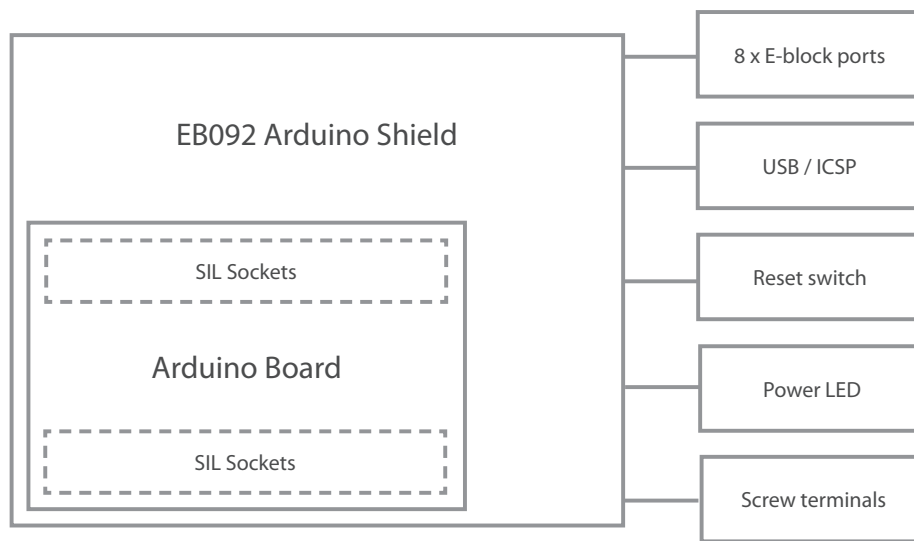 EB092 Arduino Shield
SIL Sockets
Arduino Board
SIL Sockets
8 x E-block ports
USB / ICSP
Reset switch
Power LED
Screw terminals